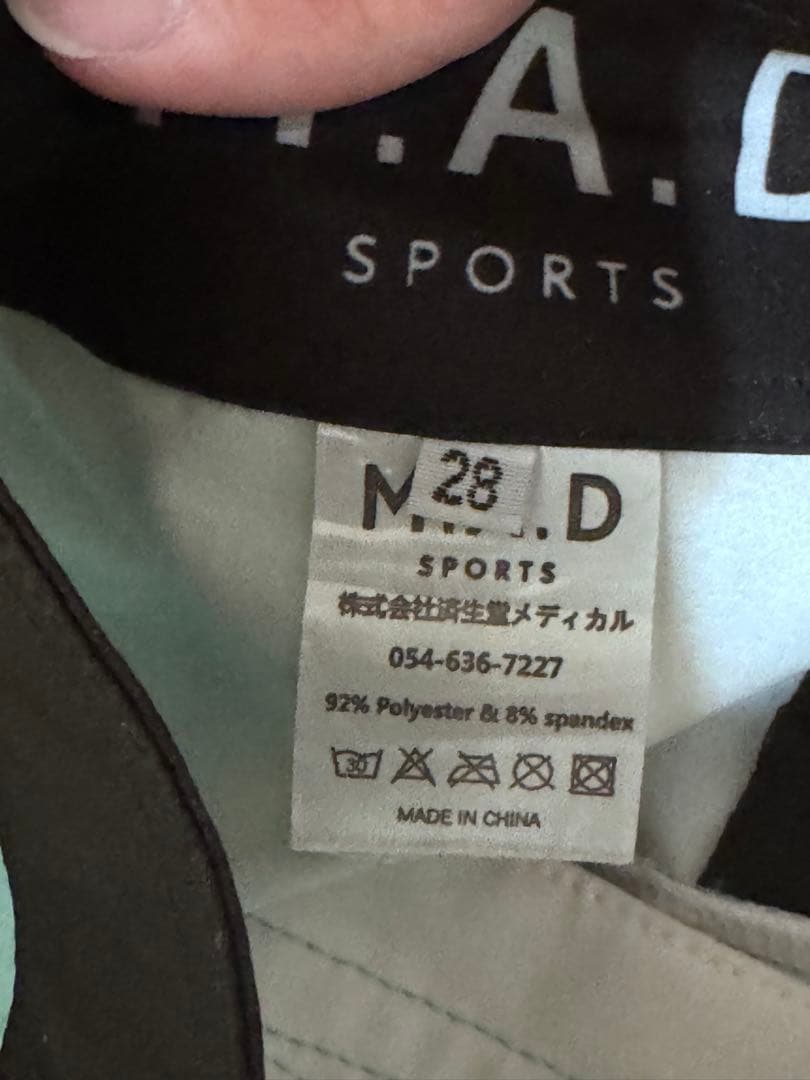 .A.D
SPORTS
28
M D
SPORTS
株式会社済生堂メディカル
054-636-7227
92% Polyester & 8% spandex
30
MADE IN CHINA